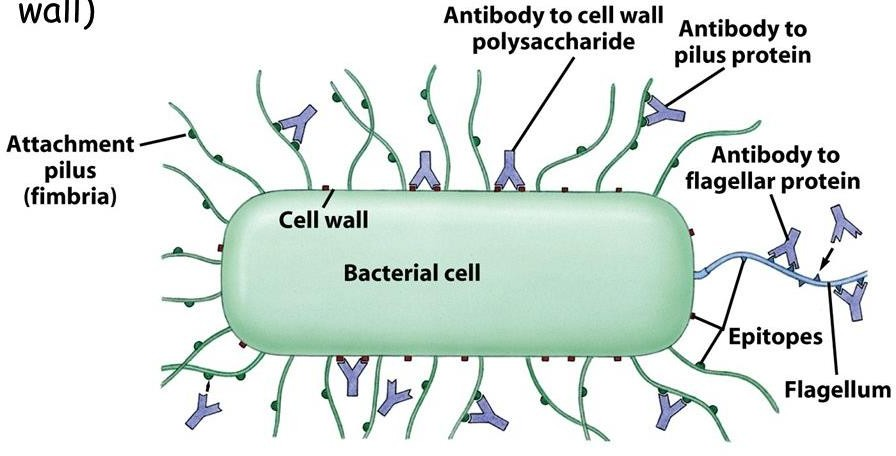 wall)
Antibody to cell wall
polysaccharide
Antibody to
pilus protein
Attachment
pilus
(fimbria)
Antibody to
flagellar protein
Cell wall
Bacterial cell
Epitopes
Flagellum